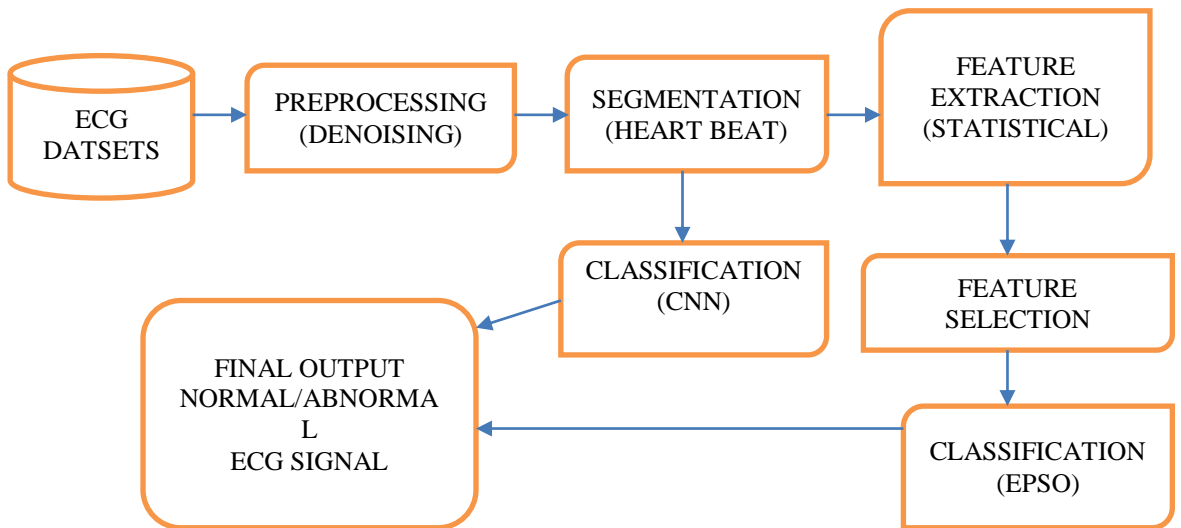 ECG
DATSETS
PREPROCESSING
(DENOISING)
SEGMENTATION
(HEART BEAT)
FEATURE
EXTRACTION
(STATISTICAL)
CLASSIFICATION
(CNN)
FEATURE
SELECTION
FINAL OUTPUT
NORMAL/ABNORMA
L
ECG SIGNAL
CLASSIFICATION
(EPSO)